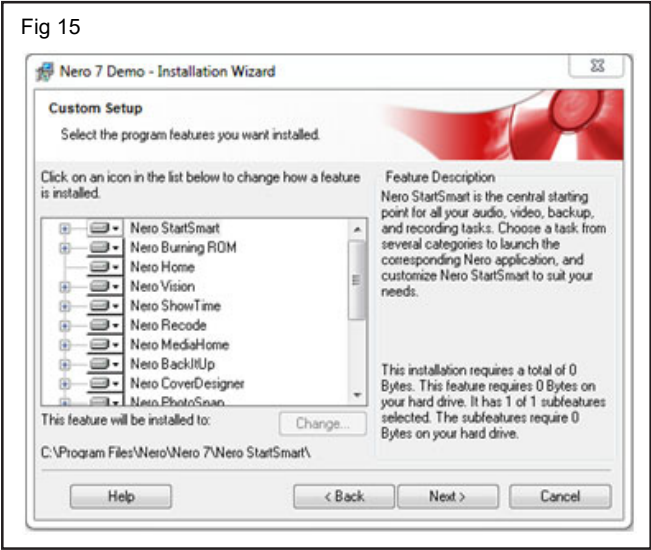 Fig 15
Nero 7 Demo - Installation Wizard
Custom Setup
Select the program features you want installed.
Click on an icon in the list below to change how a feature
is installed.
Nero StartSmart
Nero Burning ROM
Nero Home
Nero Vision
Nero ShowTime
Nero Recode
Nero MediaHome
Nero BackItUp
Nero CoverDesigner
Nero PhotoSnap
Feature Description
Nero StartSmart is the central starting
point for all your audio, video, backup,
and recording tasks. Choose a task from
several categories to launch the
corresponding Nero application, and
customize Nero StartSmart to suit your
needs.
This installation requires a total of 0
Bytes. This feature requires 0 Bytes on
your hard drive. It has 1 of 1 subfeatures
selected. The subfeatures require 0
Bytes on your hard drive.
This feature will be installed to:
Change...
C:\Program Files\Nero\Nero 7\Nero StartSmart\
Help
< Back
Next >
Cancel